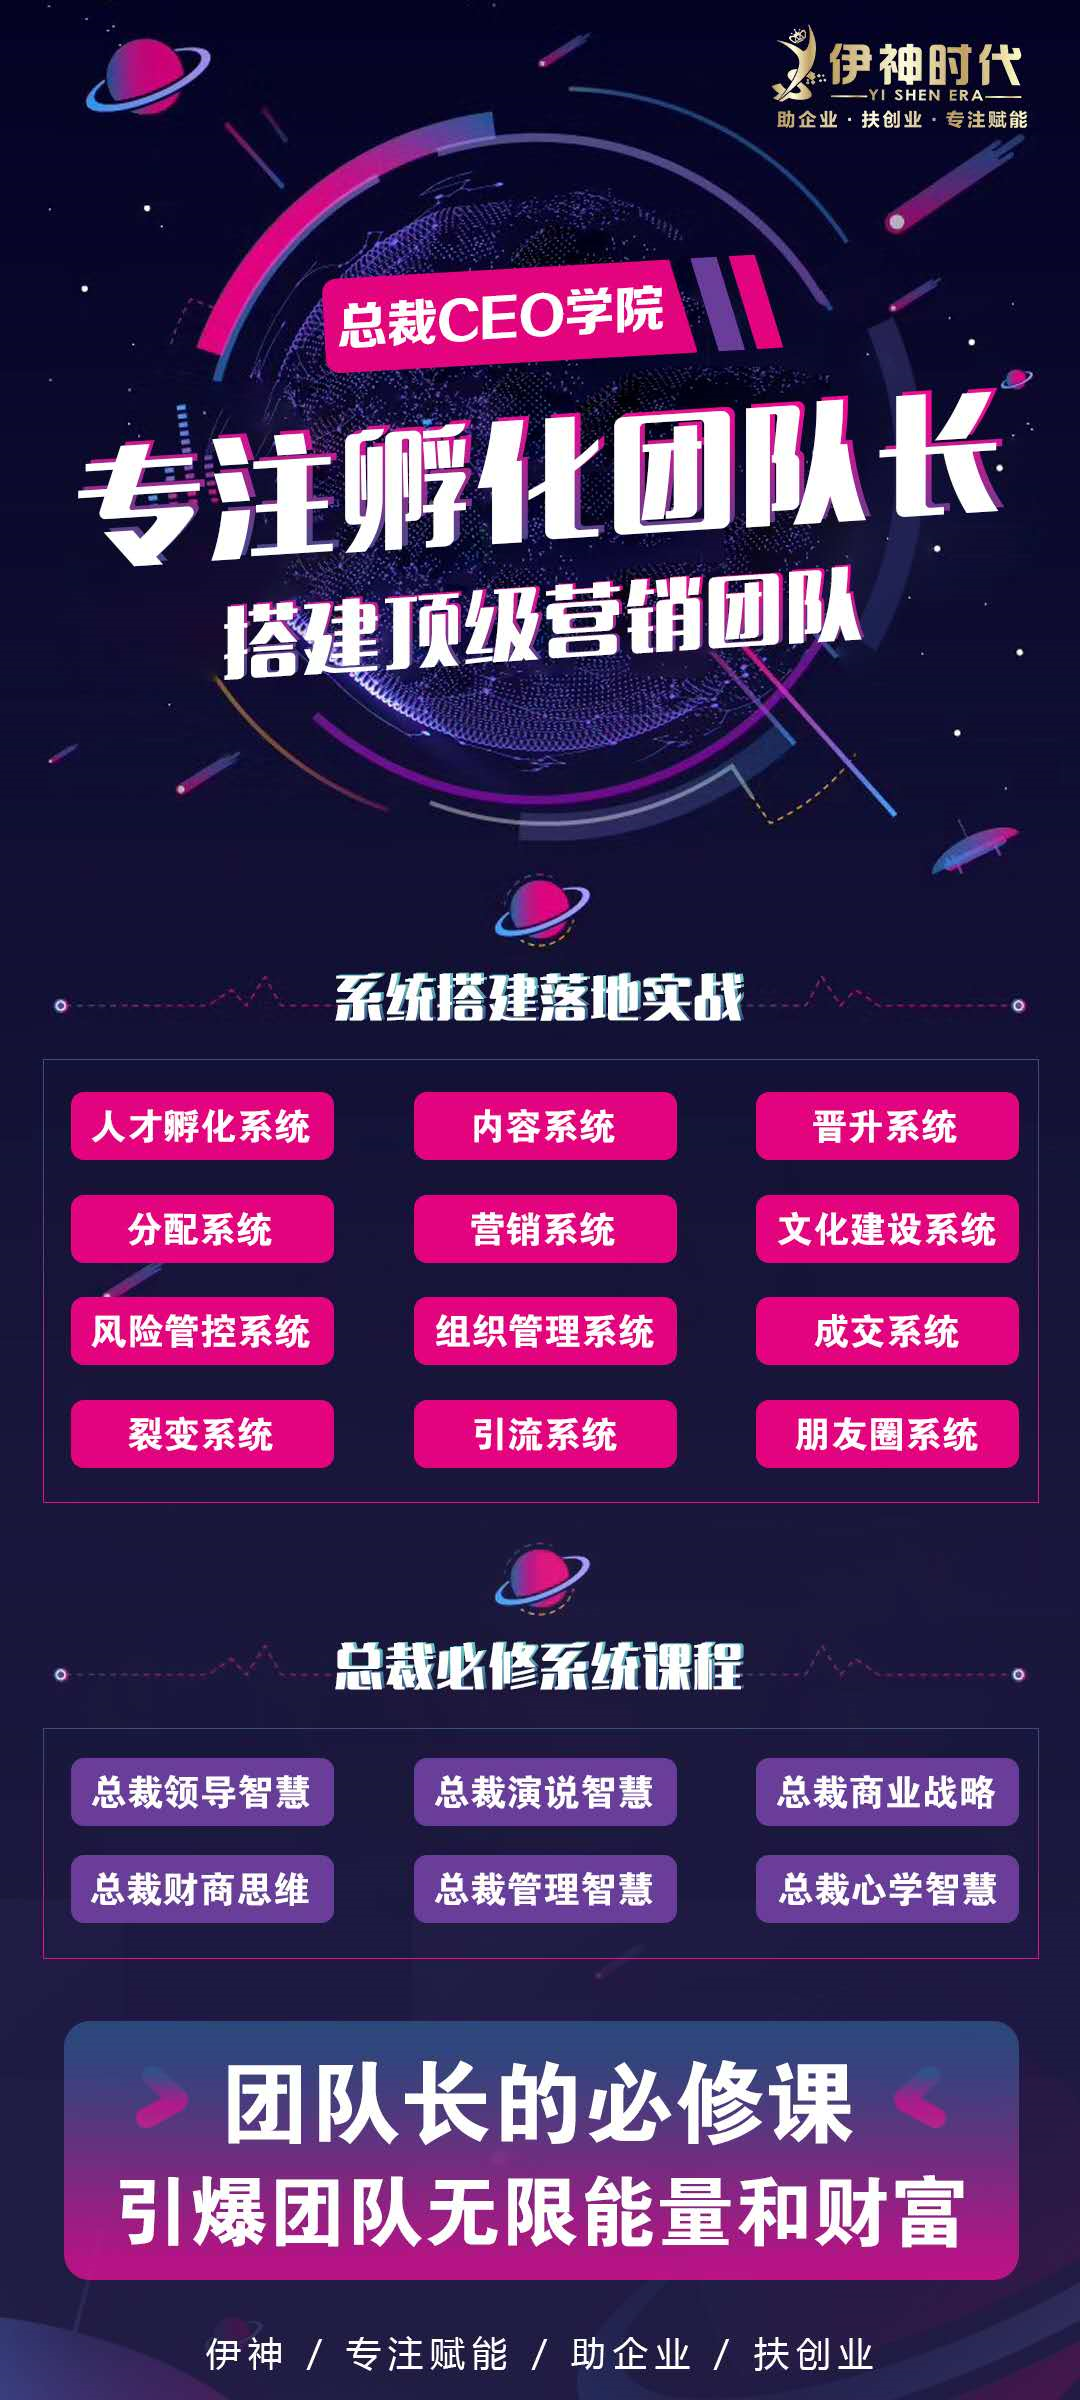 伊神时代
YI SHEN ERA
助企业·扶创业·专注赋能
总裁CEO学院
专注孵化团队长
搭建顶级营销团队
系统搭建落地实战
人才孵化系统 内容系统 晋升系统
分配系统 营销系统 文化建设系统
风险管控系统 组织管理系统 成交系统
裂变系统 引流系统 朋友圈系统
总裁必修系统课程
总裁领导智慧 总裁演说智慧 总裁商业战略
总裁财商思维 总裁管理智慧 总裁心学智慧
团队长的必修课
引爆团队无限能量和财富
伊神 / 专注赋能 / 助企业 / 扶创业